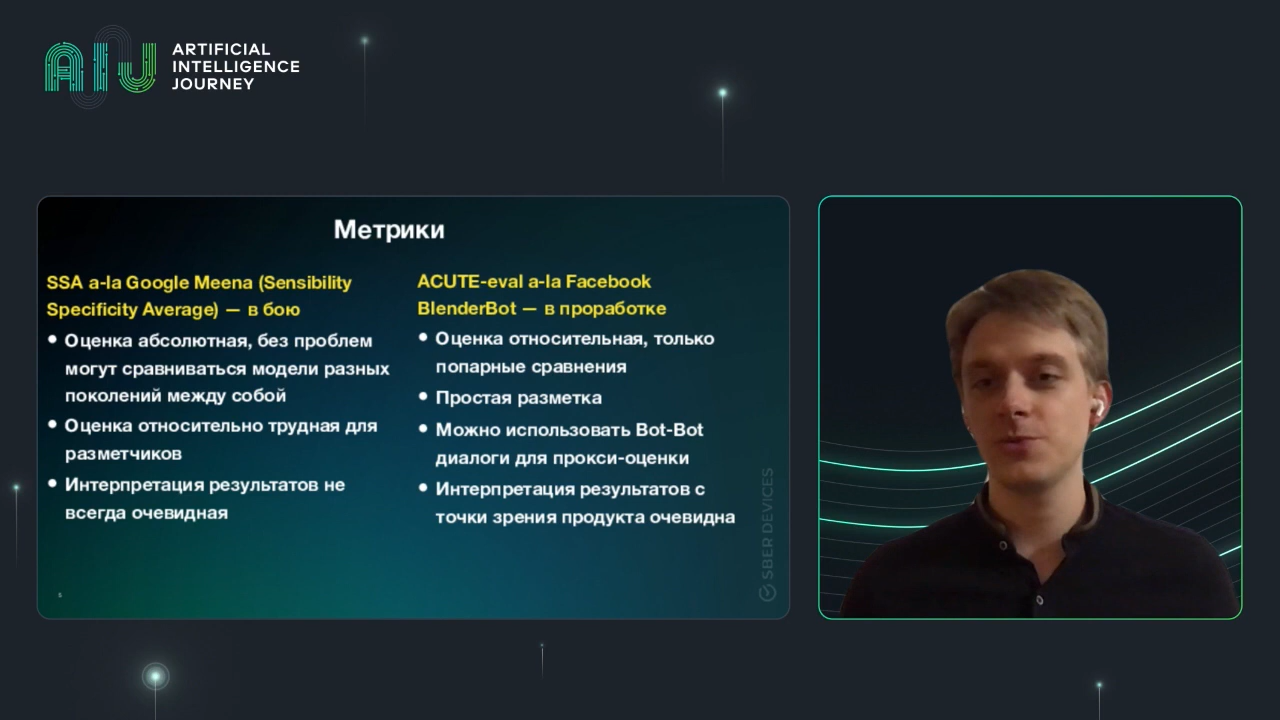 ARTIFICIAL
INTELLIGENCE
JOURNEY
Метрики
SSA a-la Google Meena (Sensibility
Specificity Average) — в бою
• Оценка абсолютная, без проблем
могут сравниваться модели разных
поколений между собой
• Оценка относительно трудная для
разметчиков
• Интерпретация результатов не
всегда очевидная
ACUTE-eval a-la Facebook
BlenderBot — в проработке
• Оценка относительная, только
попарные сравнения
• Простая разметка
• Можно использовать Bot-Bot
диалоги для прокси-оценки
• Интерпретация результатов с
точки зрения продукта очевидна
SBER DEVICES
5